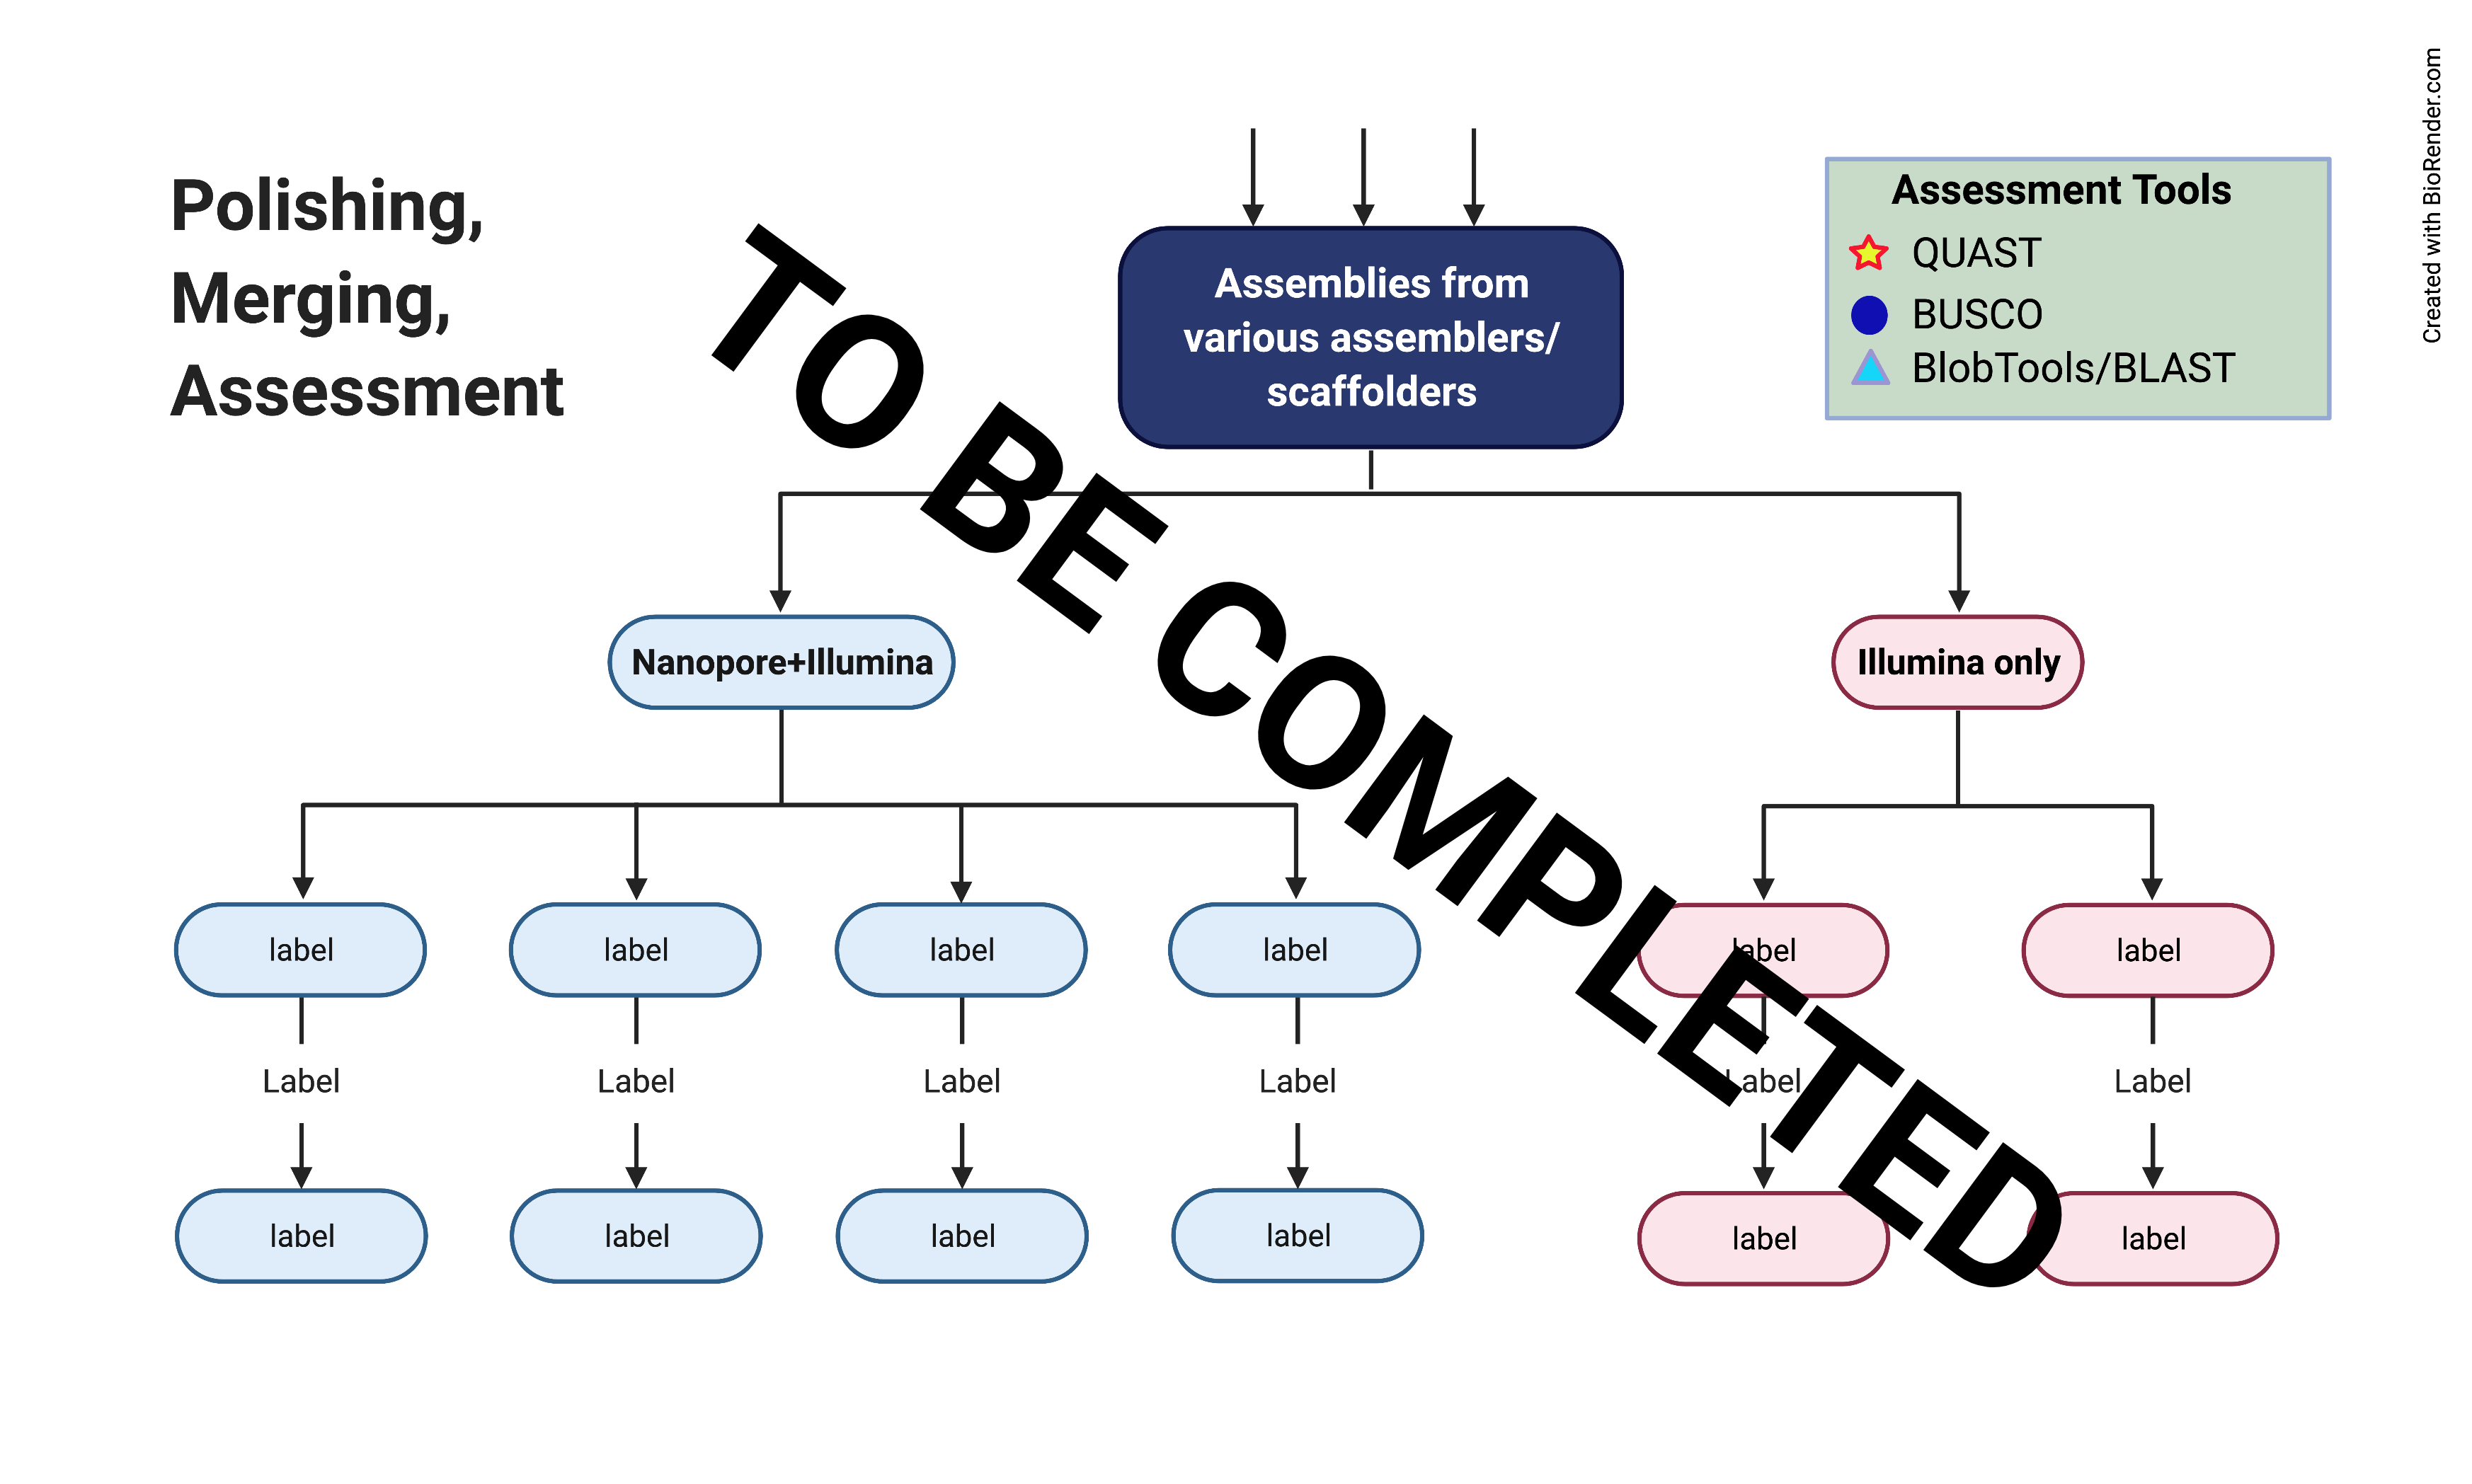 Polishing,
Merging,
Assessment
Assemblies from
various assemblers/
scaffolders
Assessment Tools
QUAST
BUSCO
BlobTools/BLAST
Created with BioRender.com
TO BE COMPLETED
Nanopore+Illumina
Illumina only
label
label
label
label
label
label
Label
Label
Label
Label
Label
Label
label
label
label
label
label
label